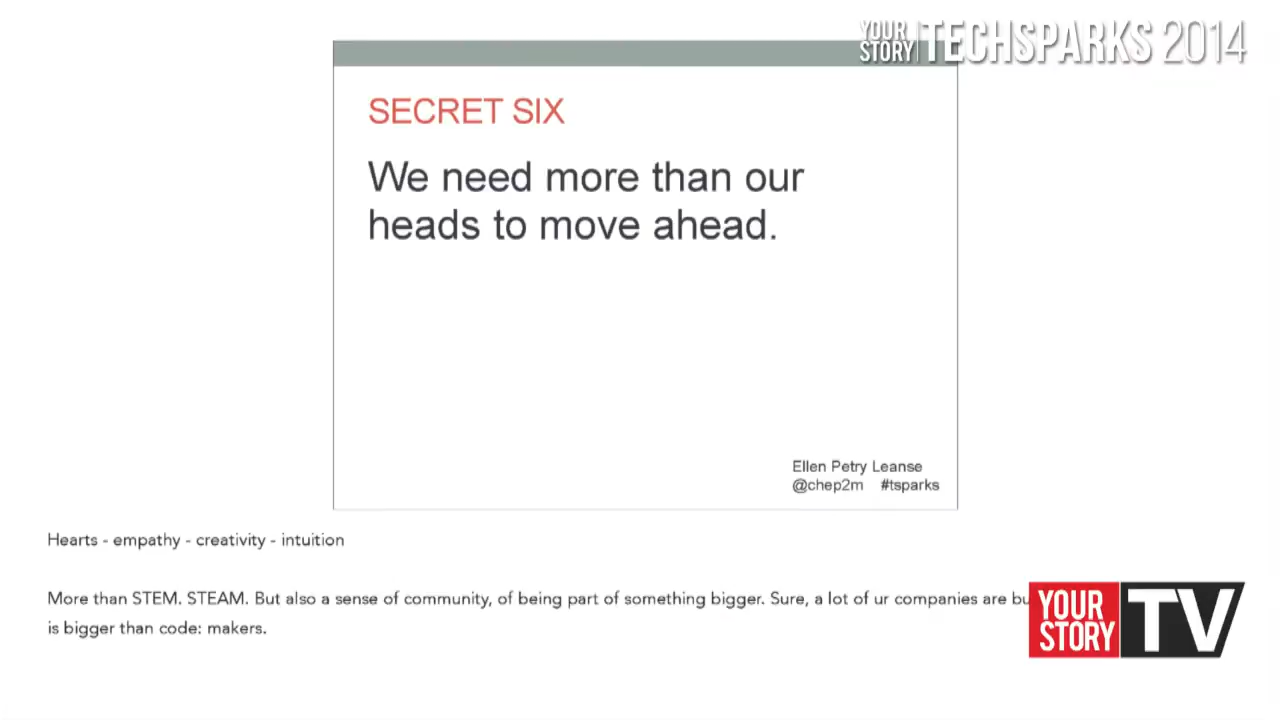 YOUR STORY TECHSPARKS 2014
SECRET SIX
We need more than our
heads to move ahead.
Ellen Petry Leanse
@chep2m #tsparks
Hearts - empathy - creativity - intuition
More than STEM. STEAM. But also a sense of community, of being part of something bigger. Sure, a lot of ur companies are
is bigger than code: makers.
YOUR STORY TV